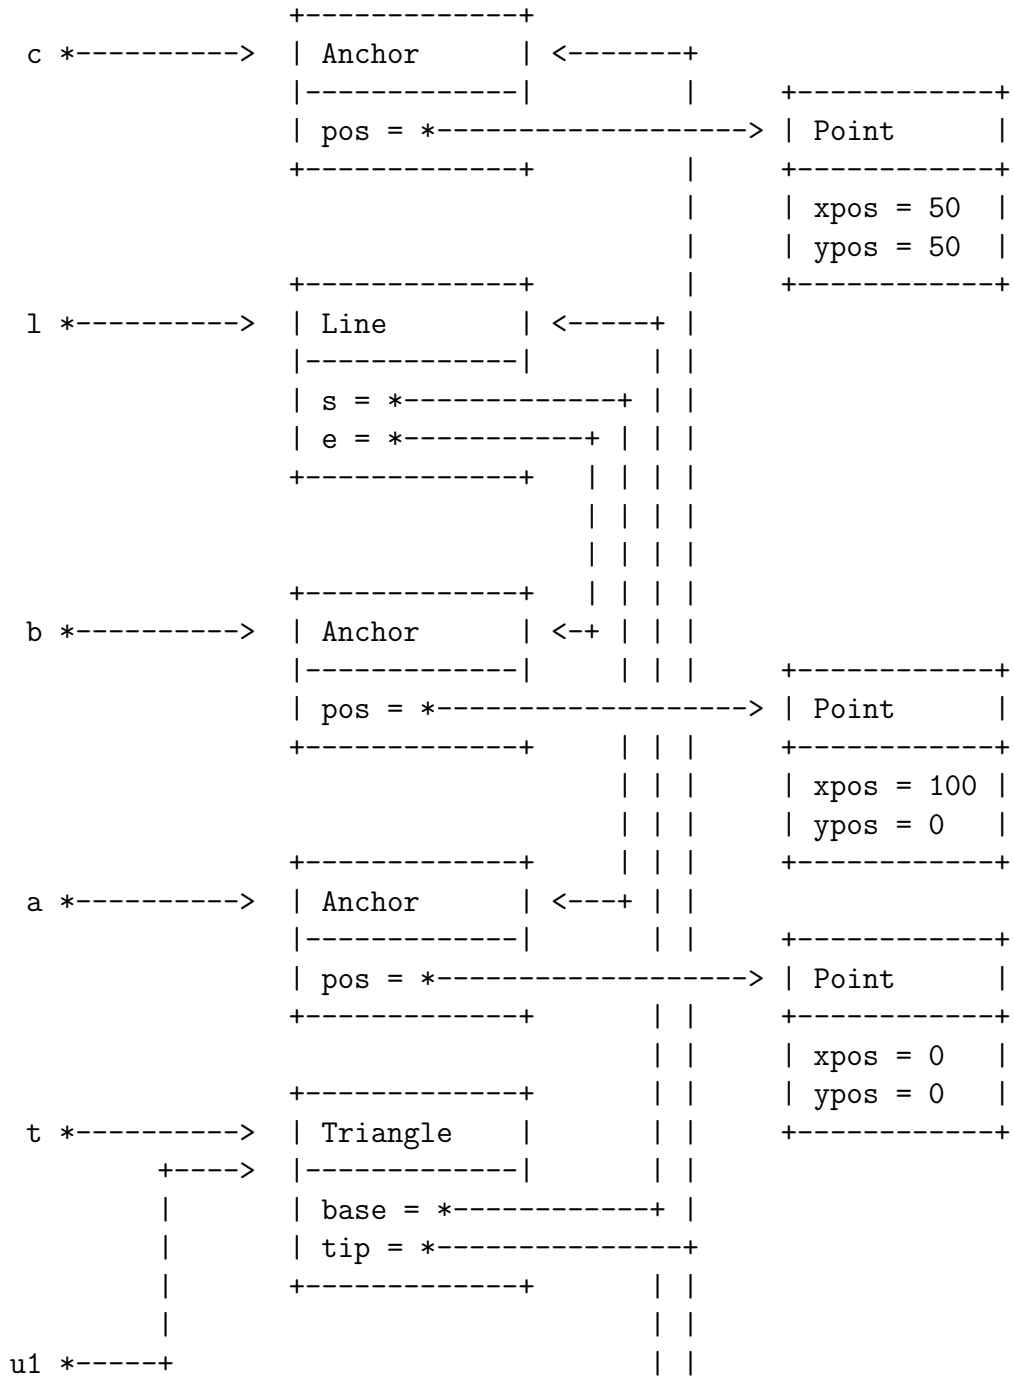 +-------------+
 c *---------->   | Anchor      | <-------+
                  |-------------|         |     +-----------+
                  | pos = *-------------------> | Point     |
                  +-------------+         |     +-----------+
                                          |     | xpos = 50 |
                                          |     | ypos = 50 |
                  +-------------+         |     +-----------+
 l *---------->   | Line        | <-----+ |
                  |-------------|       | |
                  | s = *-------------+ | |
                  | e = *-----------+ | | |
                  +-------------+   | | | |
                                    | | | |
                                    | | | |
                  +-------------+   | | | |
 b *---------->   | Anchor      | <-+ | | |
                  |-------------|     | | |     +-----------+
                  | pos = *-------------------> | Point     |
                  +-------------+     | | |     +-----------+
                                      | | |     | xpos = 100 |
                                      | | |     | ypos = 0  |
                  +-------------+     | | |     +-----------+
 a *---------->   | Anchor      | <---+ | |
                  |-------------|       | |     +-----------+
                  | pos = *-------------------> | Point     |
                  +-------------+       | |     +-----------+
                                        | |     | xpos = 0  |
                  +-------------+       | |     | ypos = 0  |
 t *---------->   | Triangle    |       | |     +-----------+
         +---->   |-------------|       | |
         |        | base = *------------+ |
         |        | tip = *---------------+
         |        +-------------+       | |
         |                              | |
u1 *-----+                              | |